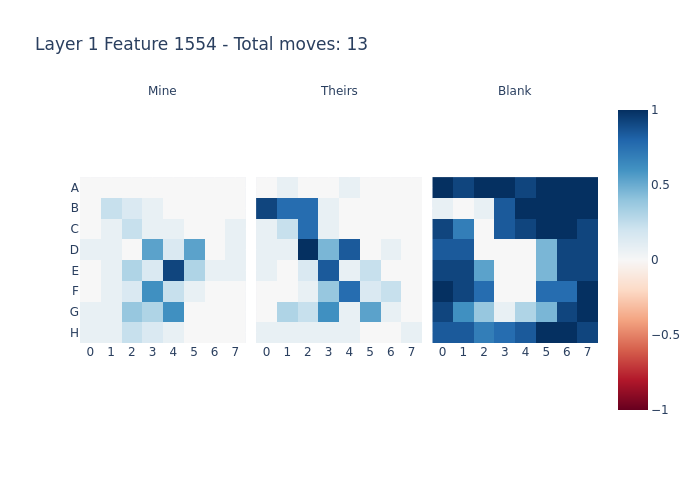 Layer 1 Feature 1554 - Total moves: 13
Mine Theirs Blank
A
B
C
D
E
F
G
H
0 1 2 3 4 5 6 7 0 1 2 3 4 5 6 7 0 1 2 3 4 5 6 7
1
0.5
0
−0.5
−1